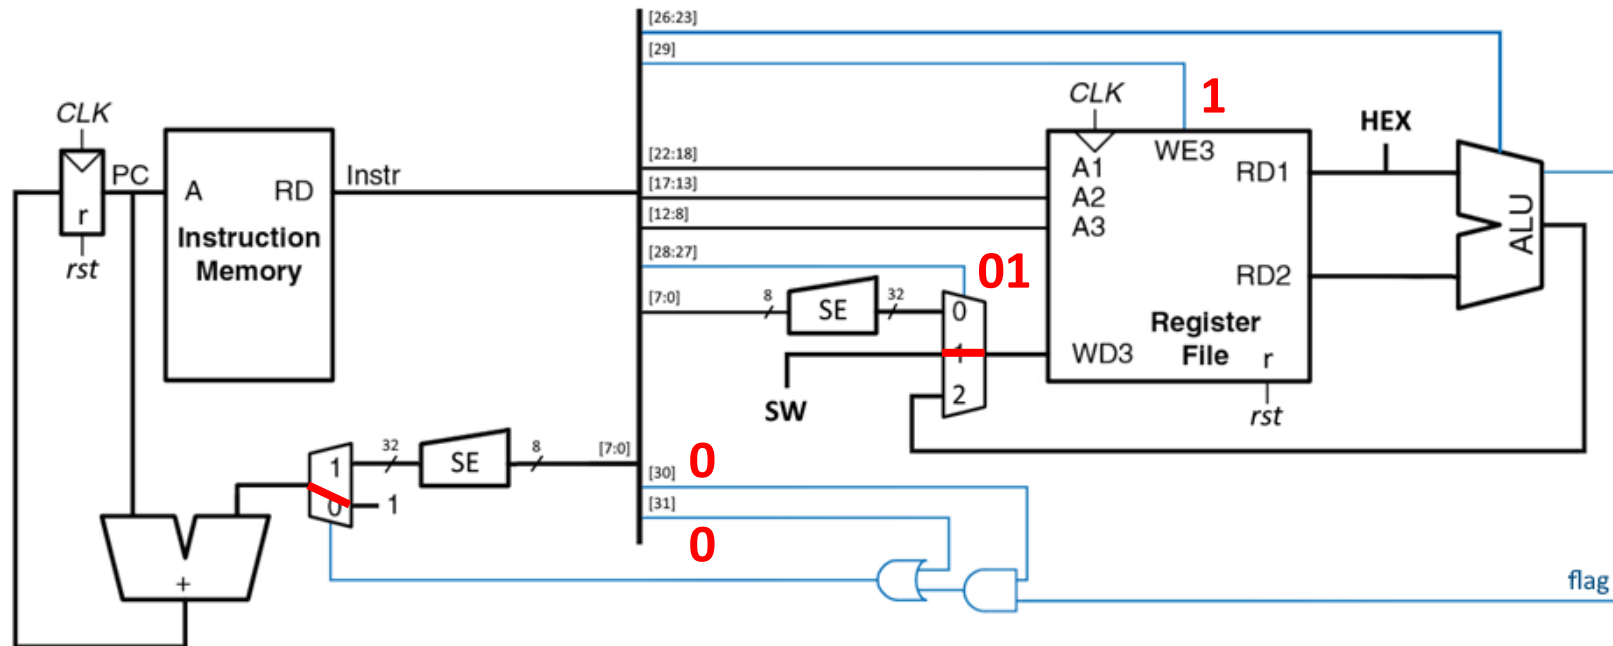 [26:23]
[29]
1
CLK
CLK
HEX
WE3
PC
A
RD
Instr
[22:18]
A1
RD1
[17:13]
A2
[12:8]
A3
r
Instruction
Memory
rst
ALU
[28:27]
01
RD2
[7:0]
8
SE
32
0
Register
File
r
1
WD3
2
SW
rst
1
32
SE
8
[7:0]
0
[30]
0
1
[31]
0
+
flag